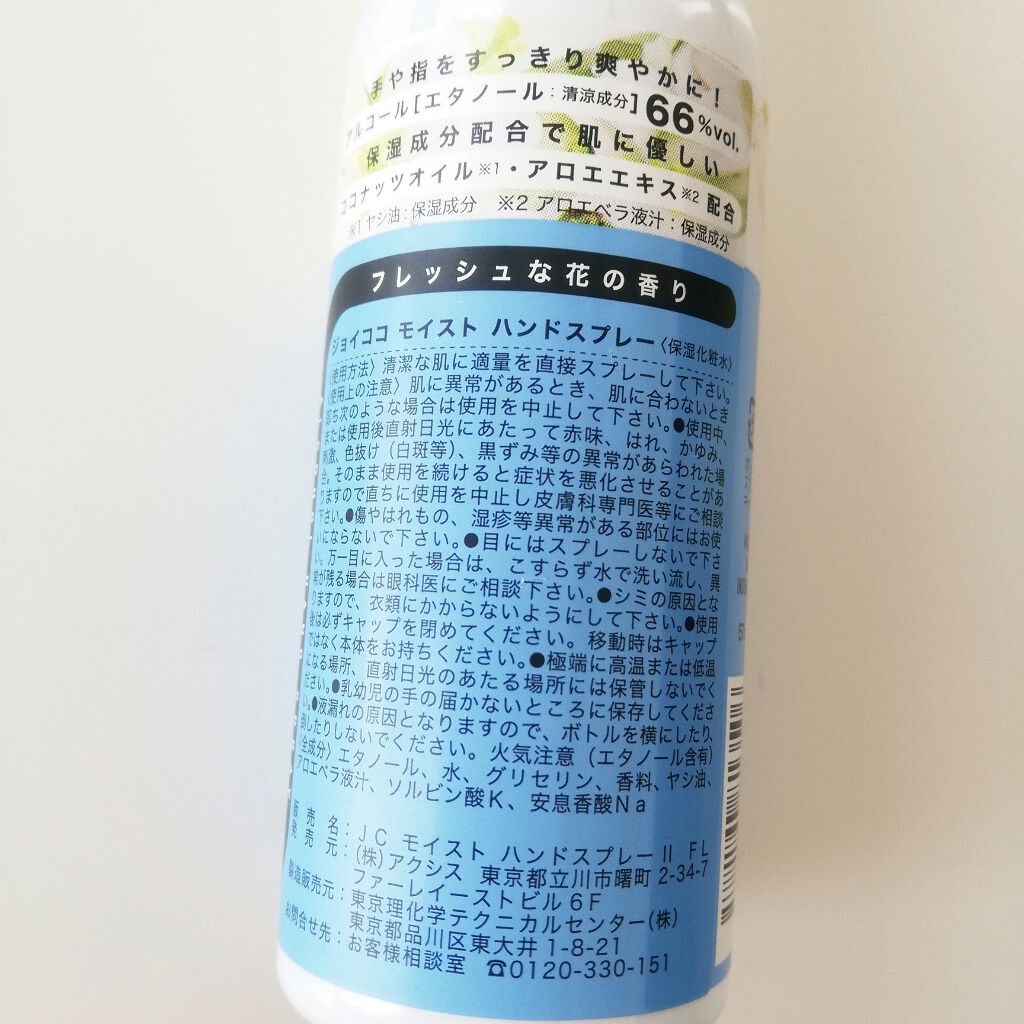 手や指をすっきり爽やかに!
アルコール[エタノール:清涼成分]66%vol.
保湿成分配合で肌に優しい
ココナッツオイル※1・アロエエキス※2 配合
※1 ヤシ油:保湿成分 ※2 アロエベラ液汁:保湿成分
フレッシュな花の香り
ジョイココ モイスト ハンドスプレー〈保湿化粧水〉
〈使用方法〉清潔な肌に適量を直接スプレーして下さい。
〈使用上の注意〉肌に異常があるとき、肌に合わないとき
即ち次のような場合は使用を中止して下さい。●使用中、
または使用後直射日光にあたって赤味、はれ、かゆみ、
刺激、色抜け(白斑等)、黒ずみ等の異常があらわれた場
合。そのまま使用を続けると症状を悪化させることがあ
りますので直ちに使用を中止し皮膚科専門医等にご相談
下さい。●傷やはれもの、湿疹等異常がある部位にはお使
いにならないで下さい。●目にはスプレーしないで下さ
い。万一目に入った場合は、こすらず水で洗い流し、異
常が残る場合は眼科医にご相談下さい。●シミの原因とな
りますので、衣類にかからないようにして下さい。●使用
後は必ずキャップを閉めてください。移動時はキャップ
ではなく本体をお持ちください。●極端に高温または低温
になる場所、直射日光のあたる場所には保管しないでく
ださい。●乳幼児の手の届かないところに保存してくださ
い。●液漏れの原因となりますので、ボトルを横にしたり、
倒したりしないでください。火気注意(エタノール含有)
〈全成分〉エタノール、水、グリセリン、香料、ヤシ油、
アロエベラ液汁、ソルビン酸K、安息香酸Na
販売名:JC モイスト ハンドスプレーII FL
発売元:(株)アクシス 東京都立川市曙町 2-34-7
ファーレイーストビル 6F
製造販売元:東京理化学テクニカルセンター(株)
東京都品川区東大井 1-8-21
お問合せ先:お客様相談室 ☎0120-330-151